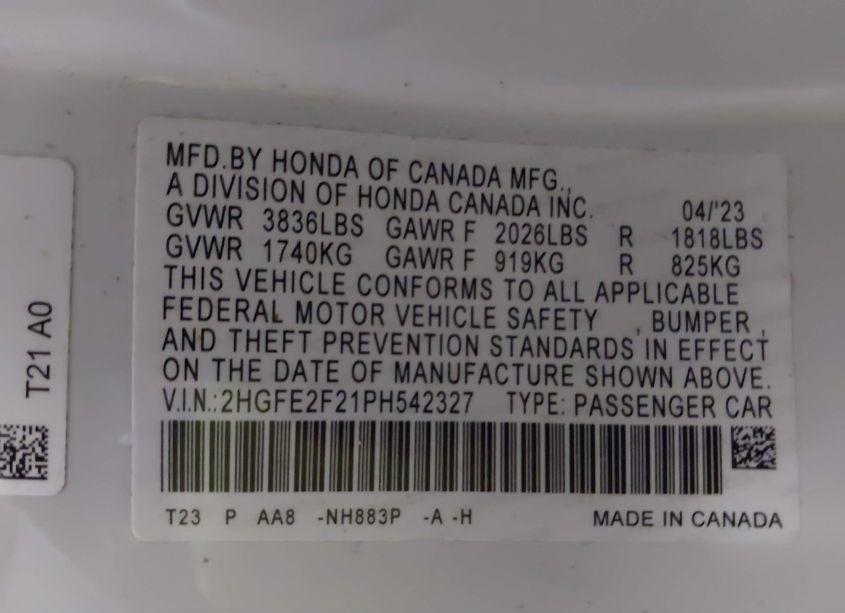 MFD.BY HONDA OF CANADA MFG.,
A DIVISION OF HONDA CANADA INC. 04/'23
GVWR 3836LBS GAWR F 2026LBS R 1818LBS
GVWR 1740KG GAWR F 919KG R 825KG
THIS VEHICLE CONFORMS TO ALL APPLICABLE
FEDERAL MOTOR VEHICLE SAFETY , BUMPER ,
AND THEFT PREVENTION STANDARDS IN EFFECT
ON THE DATE OF MANUFACTURE SHOWN ABOVE.
V.I.N.:2HGFE2F21PH542327 TYPE: PASSENGER CAR
T23 P AA8 -NH883P -A -H MADE IN CANADA
T21 A0